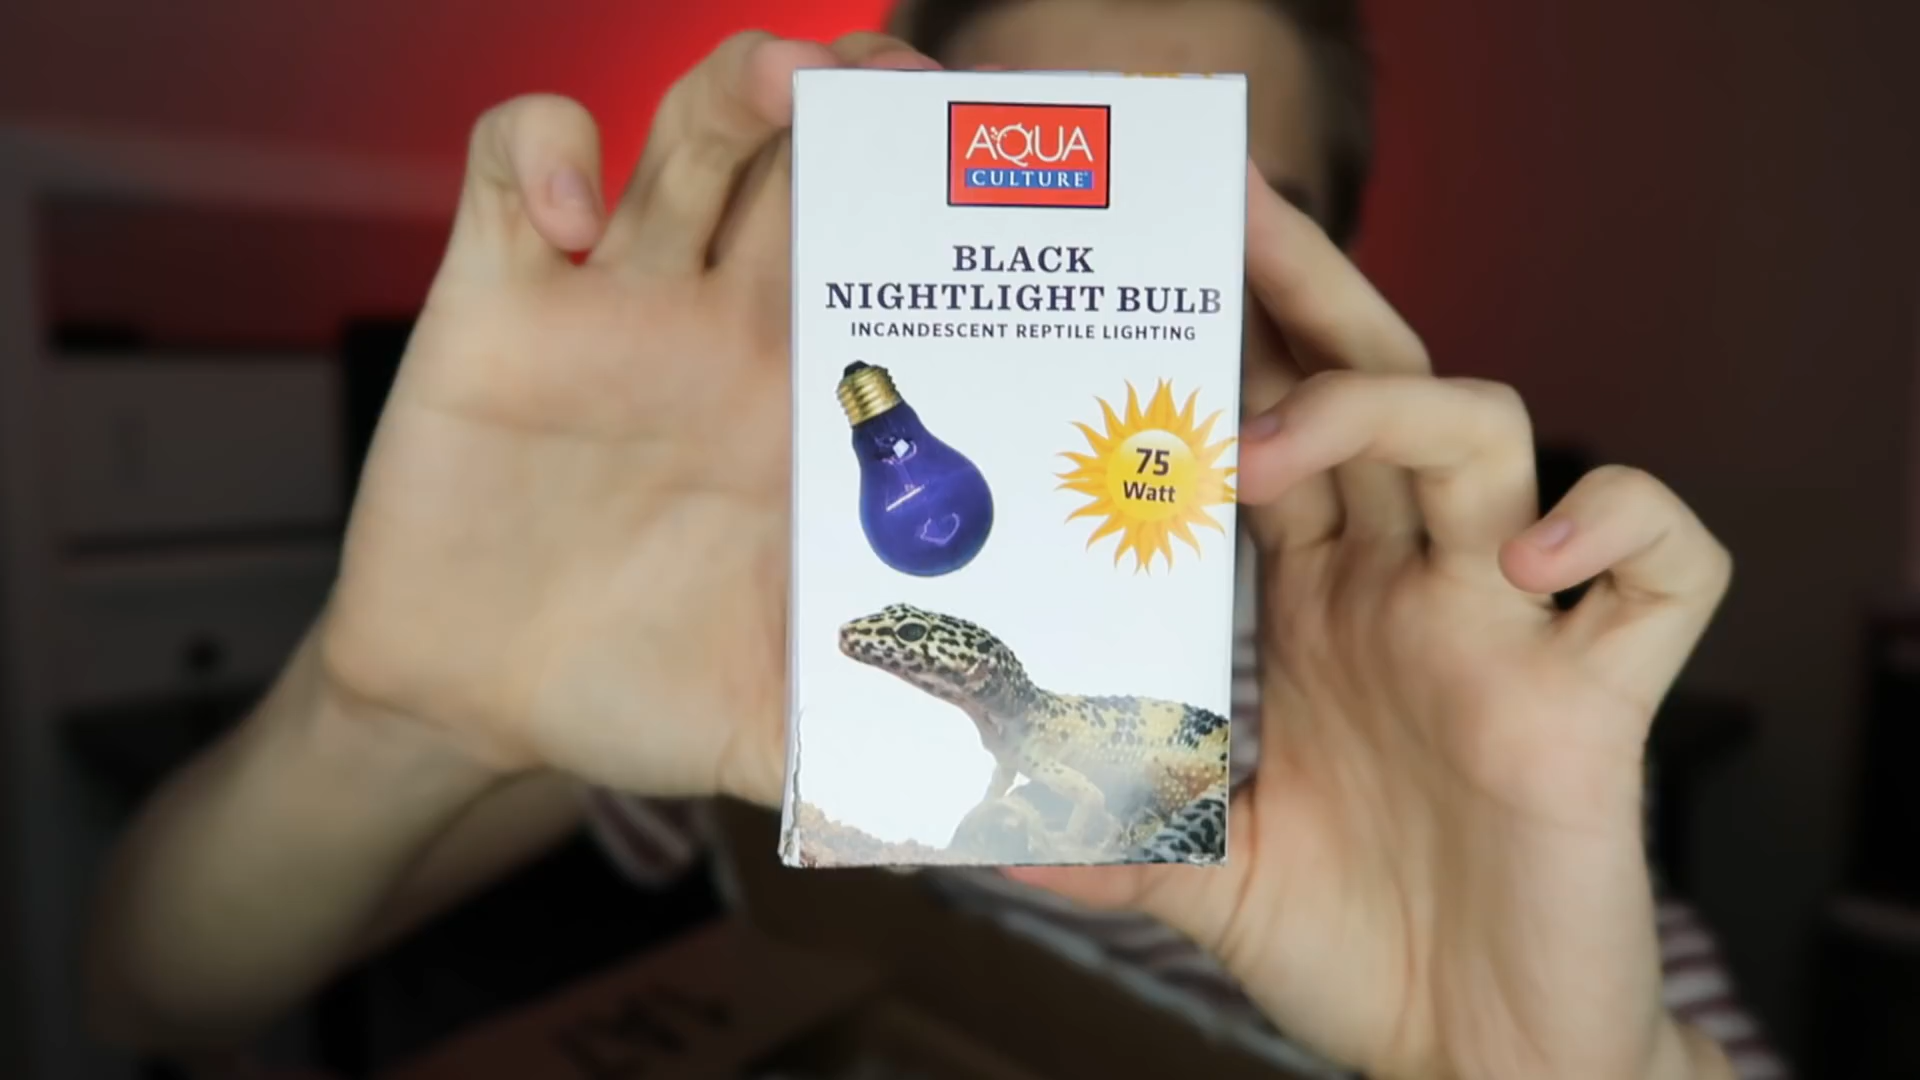 AQUA
CULTURE
BLACK
NIGHTLIGHT BULB
INCANDESCENT REPTILE LIGHTING
75
Watt